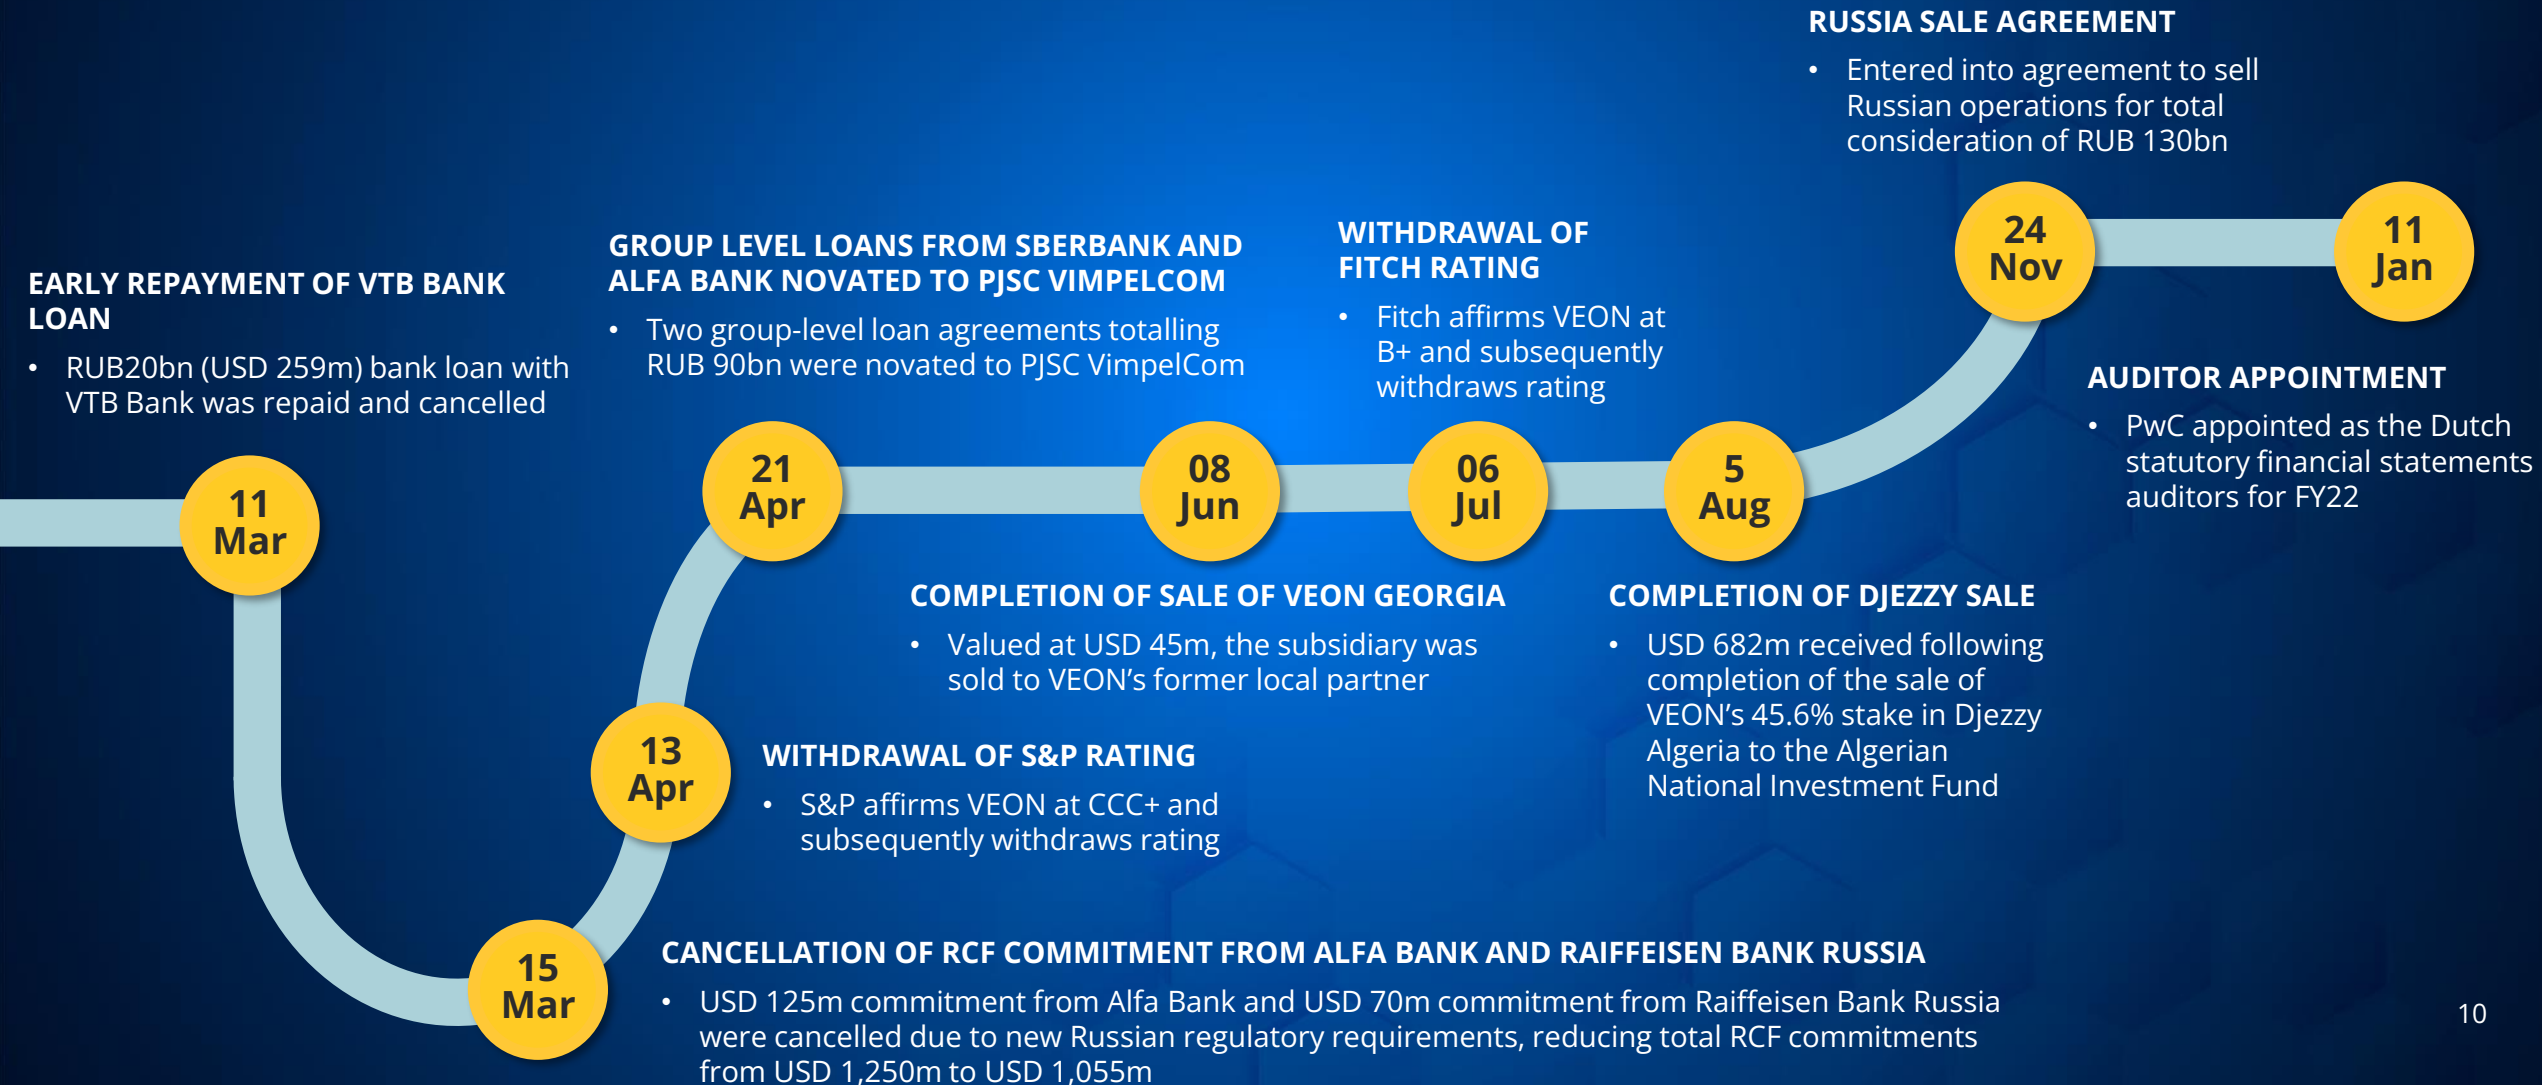 EARLY REPAYMENT OF VTB BANK
LOAN
• RUB20bn (USD 259m) bank loan with
VTB Bank was repaid and cancelled
11
Mar
15
Mar
CANCELLATION OF RCF COMMITMENT FROM ALFA BANK AND RAIFFEISEN BANK RUSSIA
• USD 125m commitment from Alfa Bank and USD 70m commitment from Raiffeisen Bank Russia
were cancelled due to new Russian regulatory requirements, reducing total RCF commitments
from USD 1,250m to USD 1,055m
13
Apr
WITHDRAWAL OF S&P RATING
• S&P affirms VEON at CCC+ and
subsequently withdraws rating
GROUP LEVEL LOANS FROM SBERBANK AND
ALFA BANK NOVATED TO PJSC VIMPELCOM
• Two group-level loan agreements totalling
RUB 90bn were novated to PJSC VimpelCom
21
Apr
08
Jun
COMPLETION OF SALE OF VEON GEORGIA
• Valued at USD 45m, the subsidiary was
sold to VEON’s former local partner
WITHDRAWAL OF
FITCH RATING
• Fitch affirms VEON at
B+ and subsequently
withdraws rating
06
Jul
5
Aug
COMPLETION OF DJEZZY SALE
• USD 682m received following
completion of the sale of
VEON’s 45.6% stake in Djezzy
Algeria to the Algerian
National Investment Fund
RUSSIA SALE AGREEMENT
• Entered into agreement to sell
Russian operations for total
consideration of RUB 130bn
24
Nov
11
Jan
AUDITOR APPOINTMENT
• PwC appointed as the Dutch
statutory financial statements
auditors for FY22
10